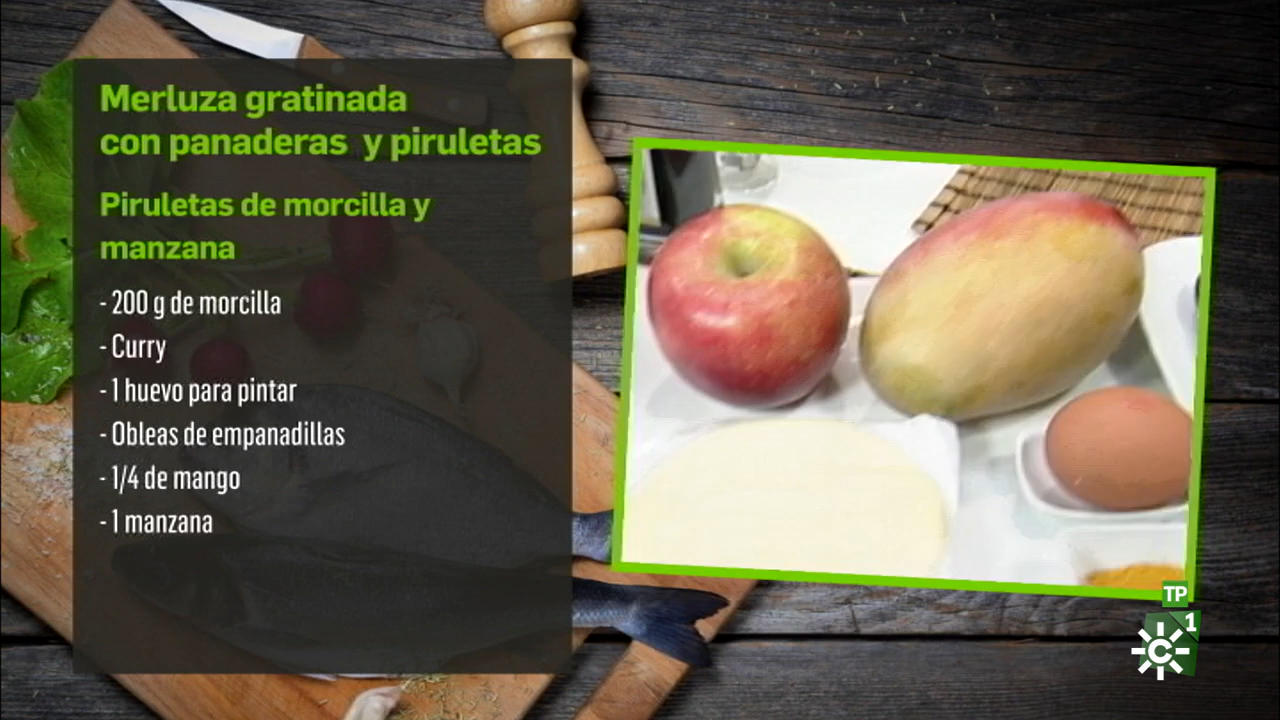 Merluza gratinada
con panaderas y piruletas
Piruletas de morcilla y
manzana
- 200 g de morcilla
- Curry
- 1 huevo para pintar
- Obleas de empanadillas
- 1/4 de mango
- 1 manzana
TP
1
C